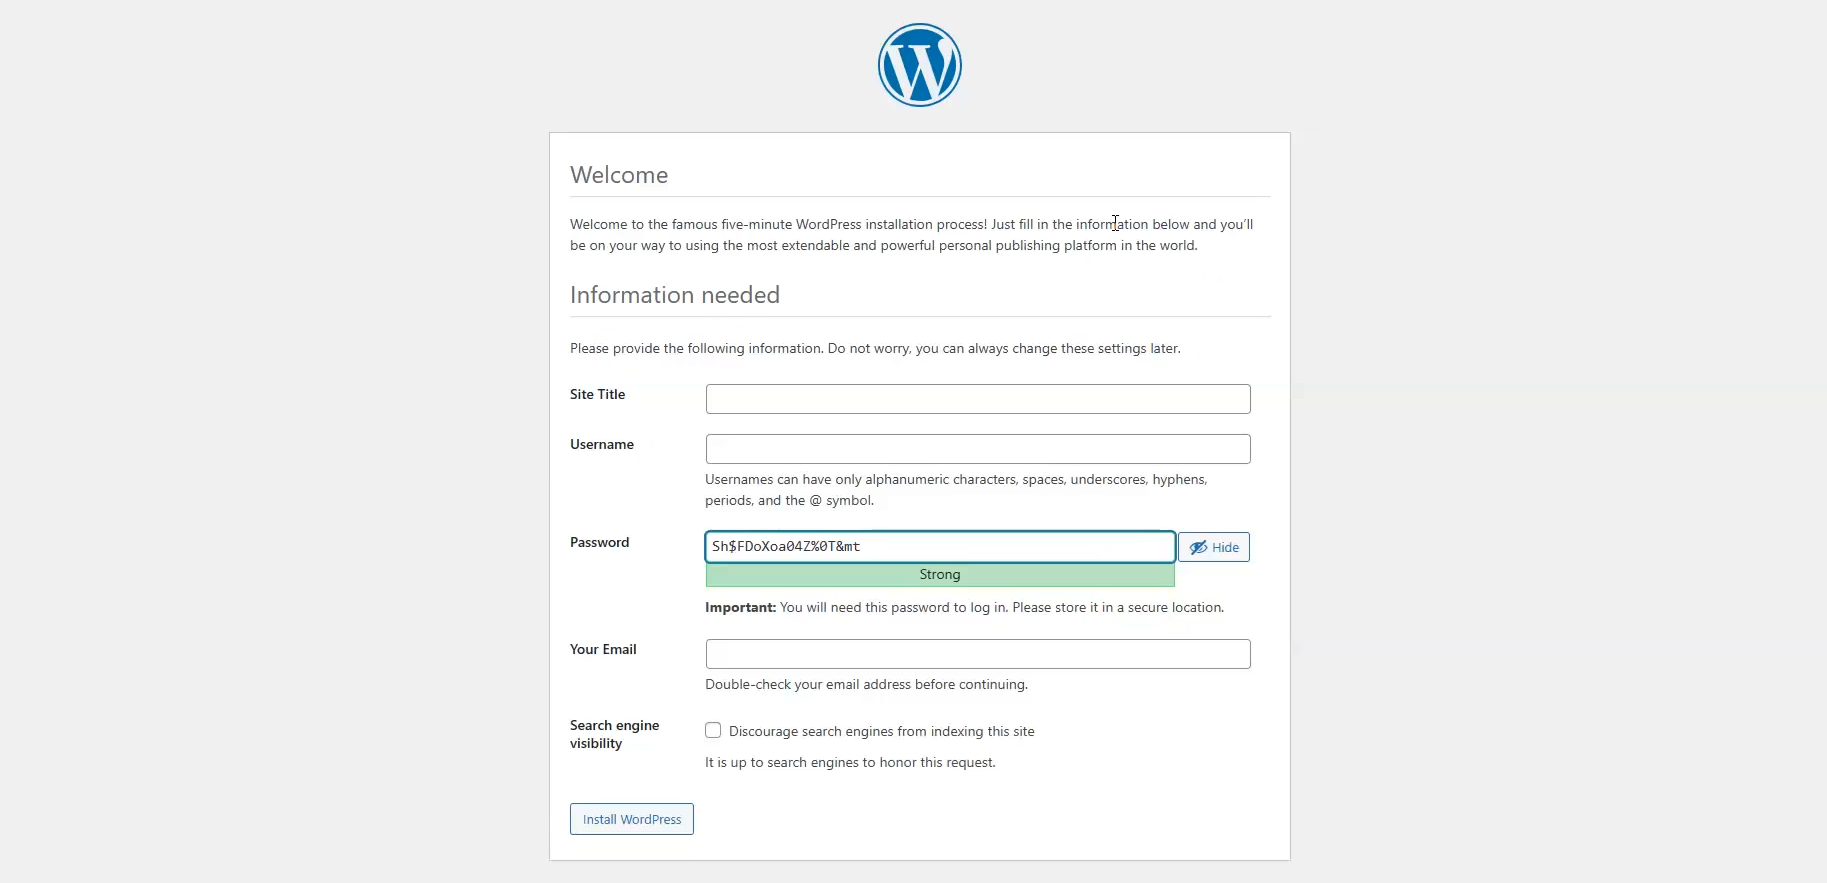 Welcome
Welcome to the famous five-minute WordPress installation process! Just fill in the information below and you’ll
be on your way to using the most extendable and powerful personal publishing platform in the world.
Information needed
Please provide the following information. Do not worry, you can always change these settings later.
Site Title
Username
Usernames can have only alphanumeric characters, spaces, underscores, hyphens,
periods, and the @ symbol.
Password
Sh$FDoXoa04Z%0T&mt
Hide
Strong
Important: You will need this password to log in. Please store it in a secure location.
Your Email
Double-check your email address before continuing.
Search engine
visibility
Discourage search engines from indexing this site
It is up to search engines to honor this request.
Install WordPress